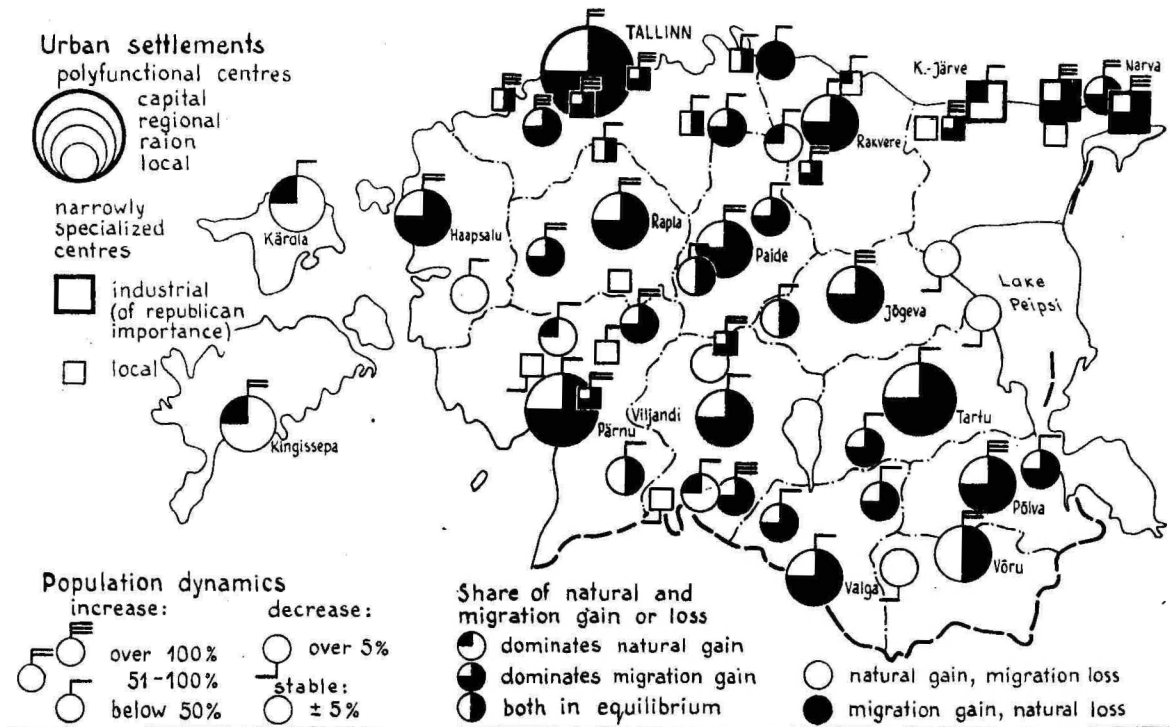 Urban settlements
polyfunctional centres
capital
regional
raion
local
narrowly
specialized
centres
industrial
(of republican
importance)
local
TALLINN
K.-Järve
Narva
Rakvere
Kärdla
Haapsalu
Rapla
Paide
Jõgeva
Lake
Peipsi
Kingissepa
Pärnu
Viljandi
Tartu
Põlva
Valga
Võru
Population dynamics
increase:
over 100%
51-100%
below 50%
decrease:
over 5%
stable:
± 5%
Share of natural and
migration gain or loss
dominates natural gain
dominates migration gain
both in equilibrium
natural gain, migration loss
migration gain, natural loss